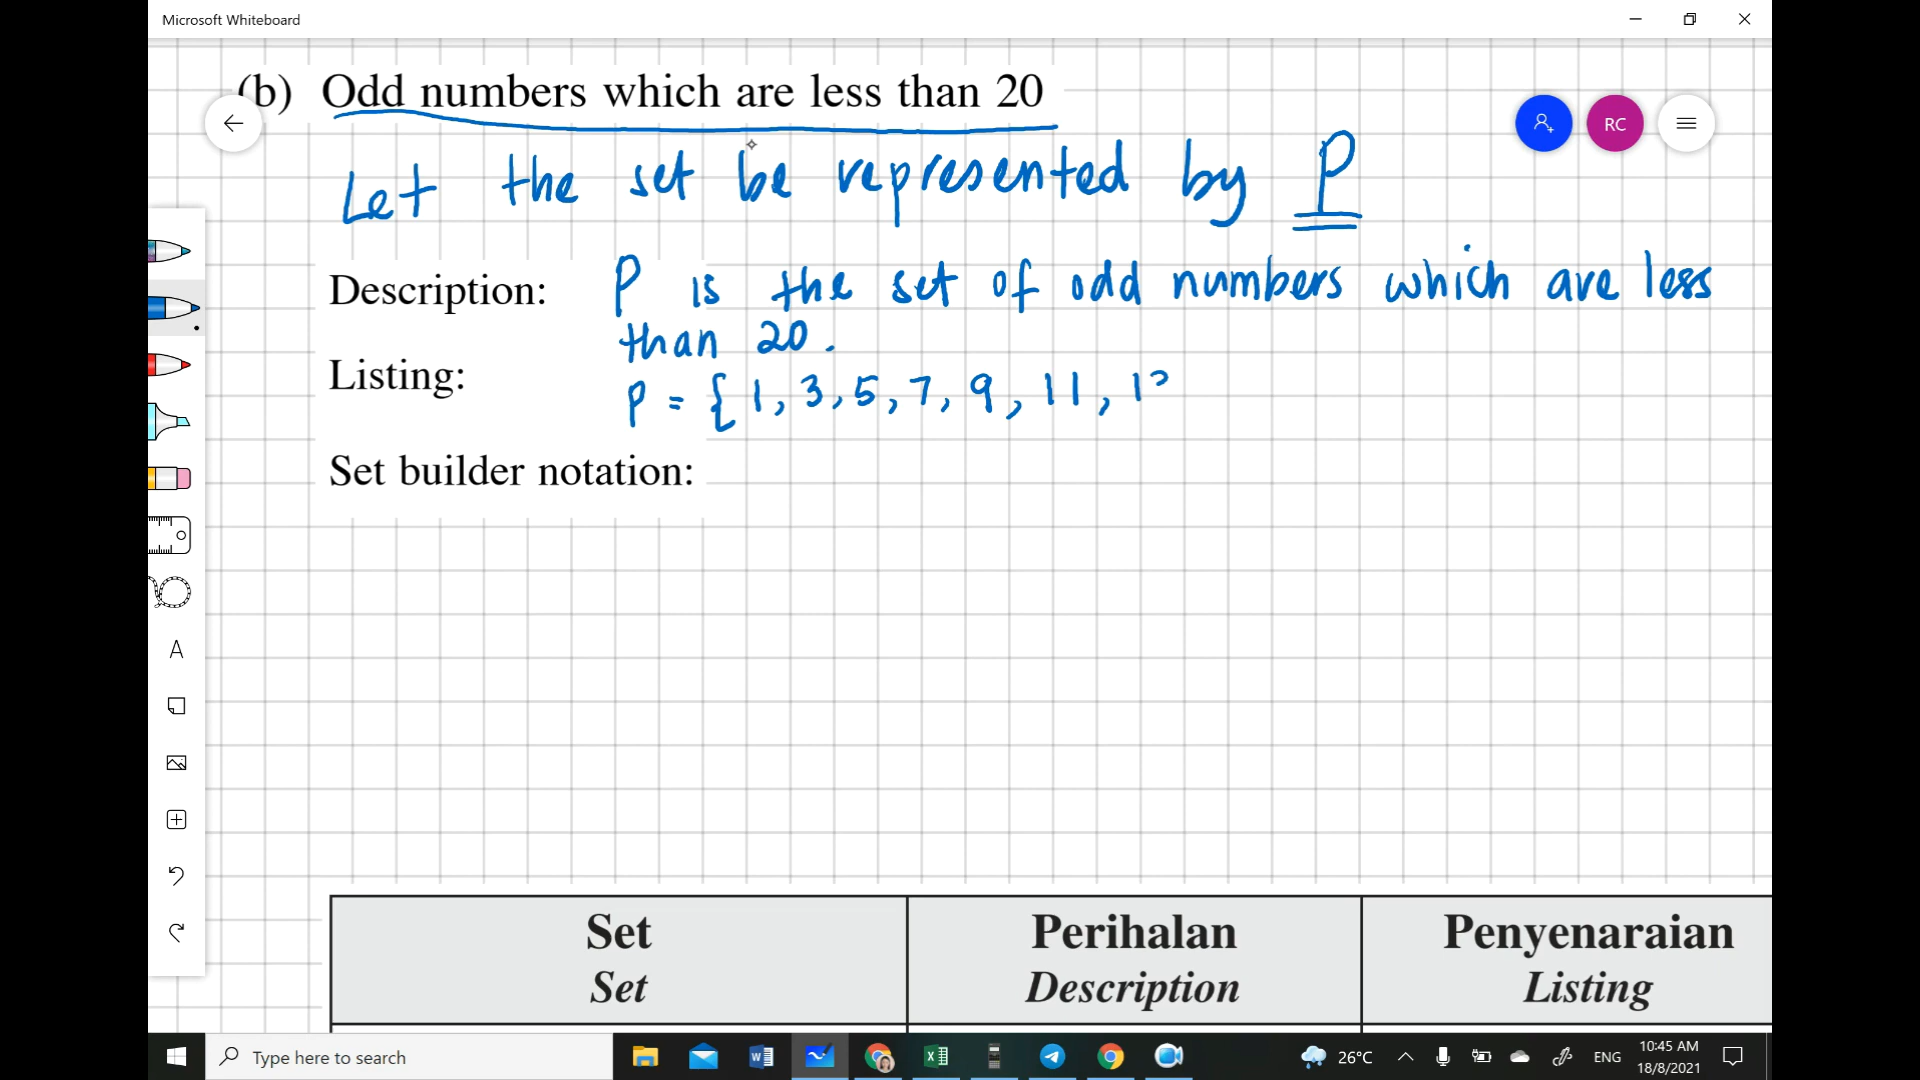 Microsoft Whiteboard
(b) Odd numbers which are less than 20
RC
Let the set be represented by P
Description: P is the set of odd numbers which are less
than 20.
Listing:
P = { 1, 3, 5, 7, 9, 11, 1
Set builder notation:
A
Set Perihalan Penyenaraian
Set Description Listing
Type here to search
26°C
ENG
10:45 AM
18/8/2021